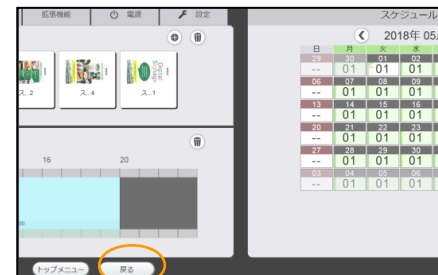 拡張機能 電源 設定
ス..2 ス..4 ス..1
16 20
トップメニュー 戻る
スケジュール
2018年 05
日 月 火 水
29 30 01 02
-- 01 01 01
06 07 08 09
-- 01 01 01
13 14 15 16
-- 01 01 01
20 21 22 23
-- 01 01 01
27 28 29 30
-- 01 01 01
03 04 05 06
-- 01 01 01